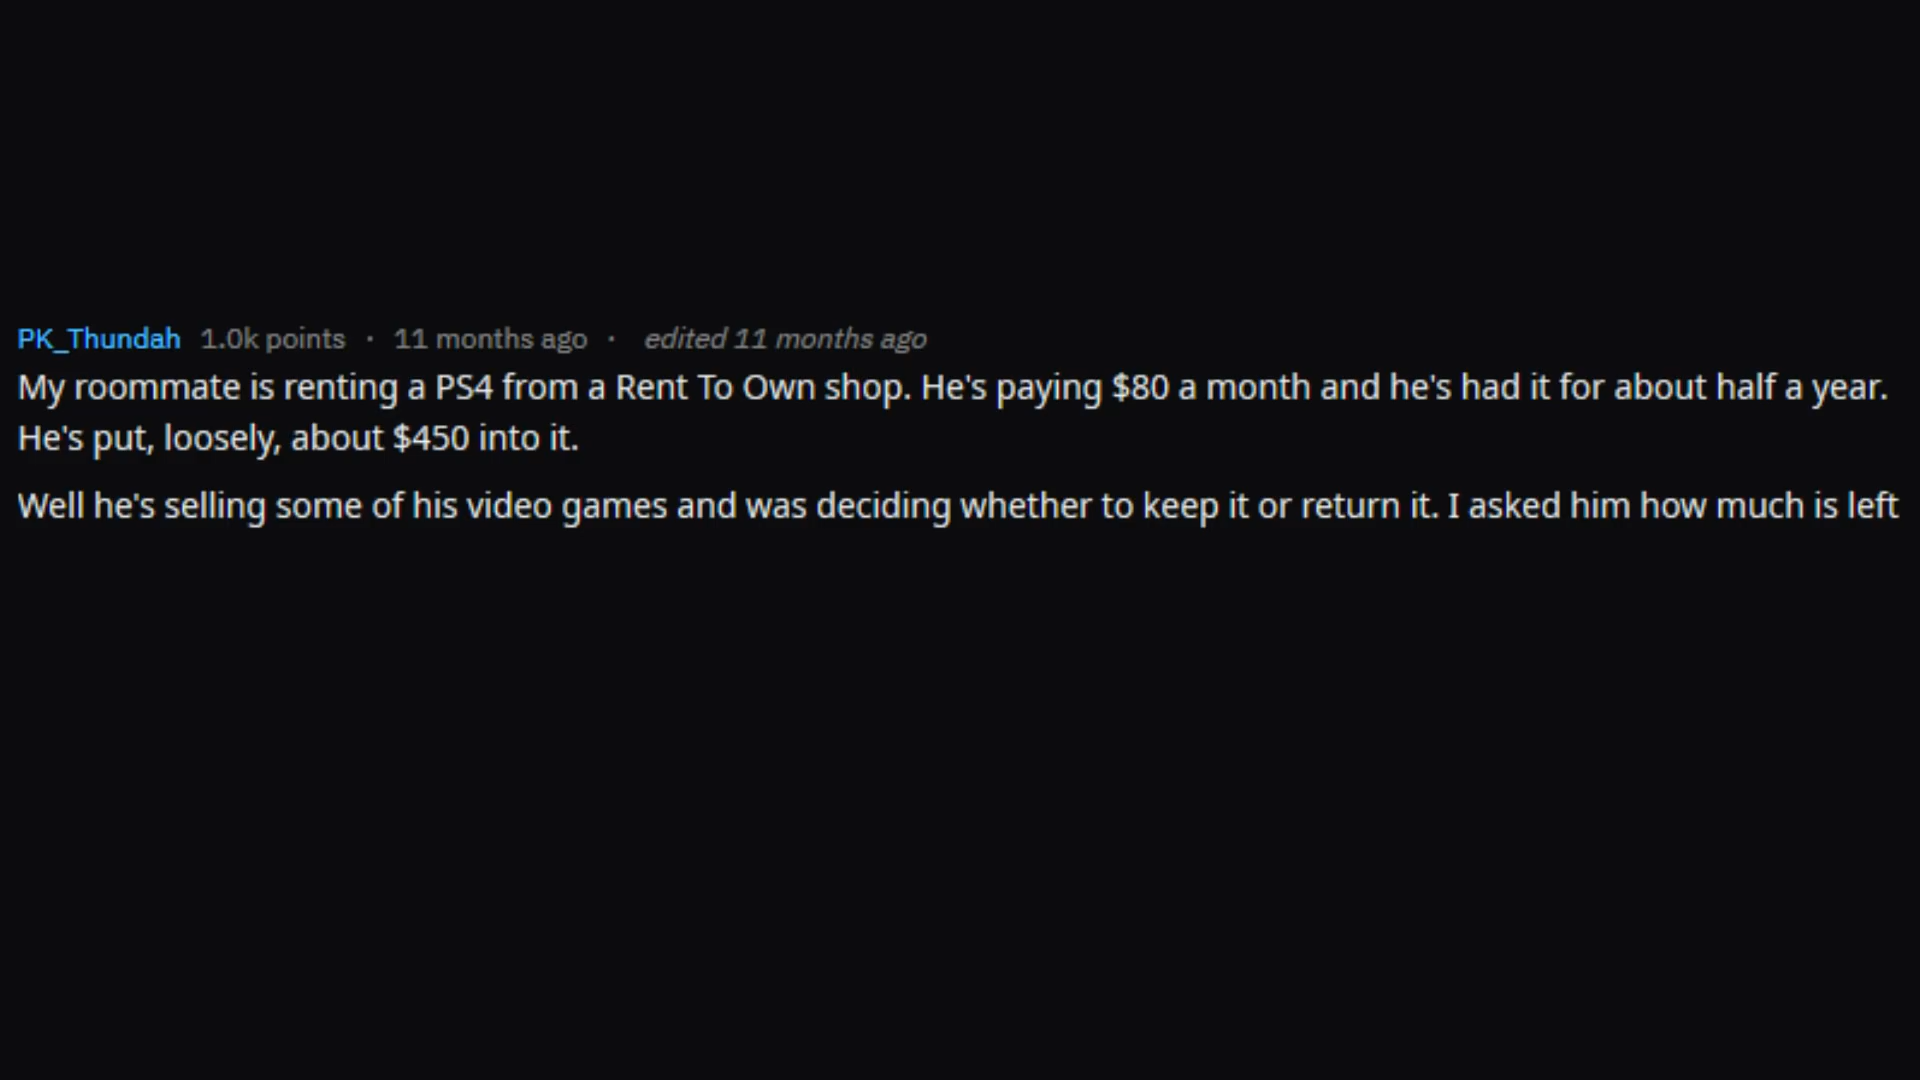 PK_Thundah 1.0k points · 11 months ago · edited 11 months ago
My roommate is renting a PS4 from a Rent To Own shop. He's paying $80 a month and he's had it for about half a year.
He's put, loosely, about $450 into it.
Well he's selling some of his video games and was deciding whether to keep it or return it. I asked him how much is left